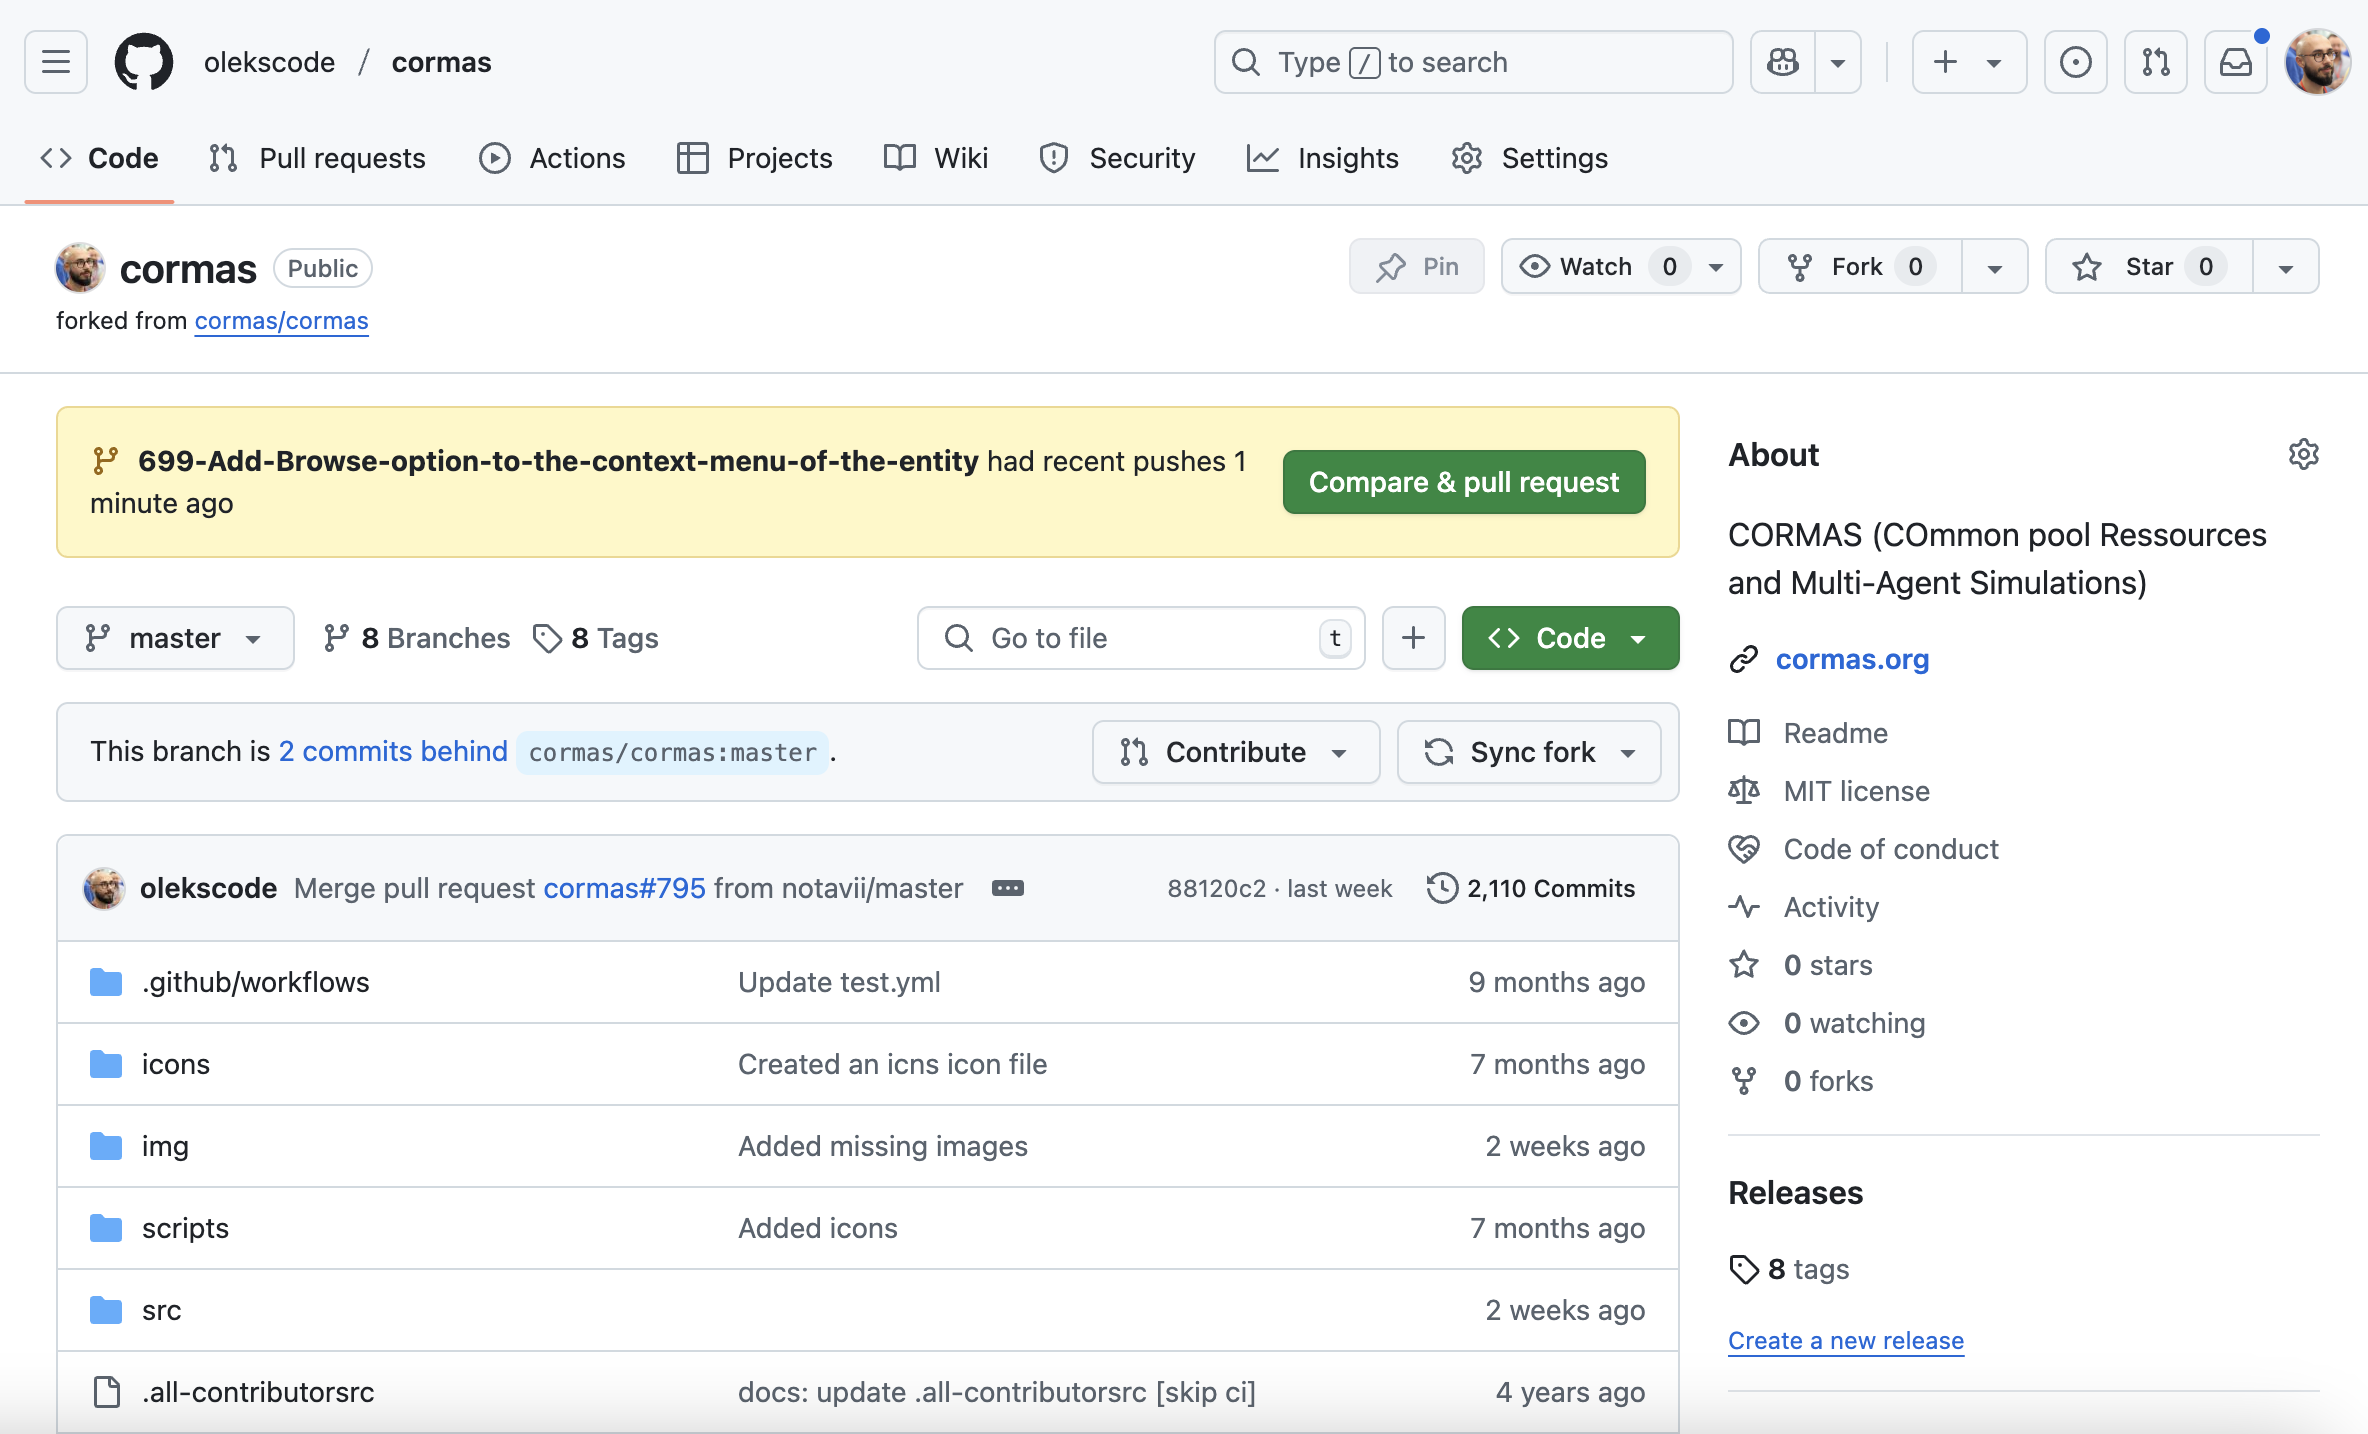 olekscode / cormas
Type / to search
Code Pull requests Actions Projects Wiki Security Insights Settings
cormas Public
Pin Watch 0 Fork 0 Star 0
forked from cormas/cormas
699-Add-Browse-option-to-the-context-menu-of-the-entity had recent pushes 1
minute ago
Compare & pull request
master 8 Branches 8 Tags Go to file t Code
This branch is 2 commits behind cormas/cormas:master. Contribute Sync fork
olekscode Merge pull request cormas#795 from notavii/master 88120c2 · last week 2,110 Commits
.github/workflows Update test.yml 9 months ago
icons Created an icns icon file 7 months ago
img Added missing images 2 weeks ago
scripts Added icons 7 months ago
src 2 weeks ago
.all-contributorsrc docs: update .all-contributorsrc [skip ci] 4 years ago
About
CORMAS (COmmon pool Ressources
and Multi-Agent Simulations)
cormas.org
Readme
MIT license
Code of conduct
Activity
0 stars
0 watching
0 forks
Releases
8 tags
Create a new release